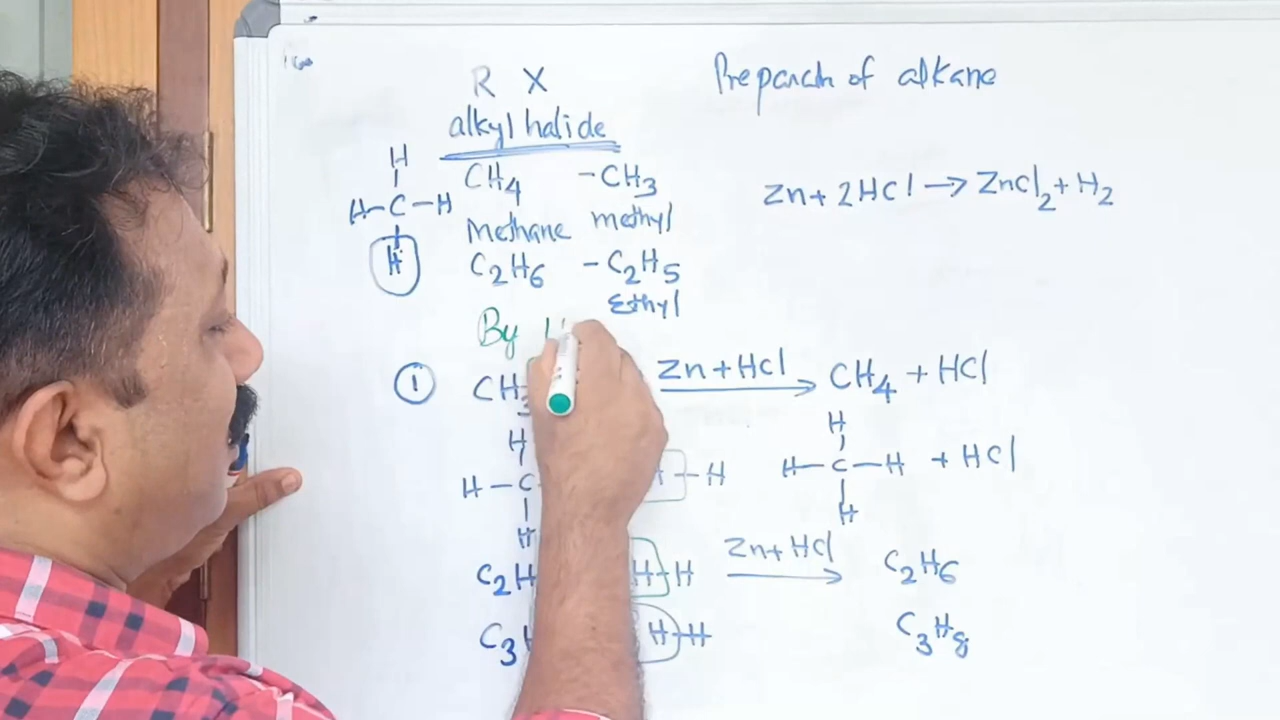 R X
alkyl halide
CH4 -CH3
Methane methyl
C2H6 -C2H5
Ethyl
H
H-C-H
H
Preparach of alkane
Zn + 2HCl → ZnCl2 + H2
By
① CH3 Zn + HCl → CH4 + HCl
H H
H-C H-H H-C-H + HCl
H H
C2H H-H Zn + HCl → C2H6
C3H H-H C3H8